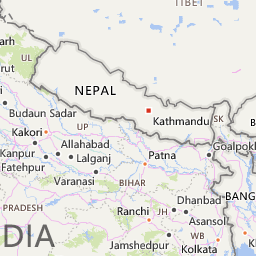 TIBET
arh
UL
NEPAL
Kathmandu
SK
B
Budaun Sadar
UP
Kakori
Goalpokh
Allahabad
Kanpur
Lalganj
Patna
Fatehpur
Varanasi
BIHAR
BANG
PRADESH
Dhanbad
Ranchi
JH
Asansol
DIA
WB
Jamshedpur
Kolkata